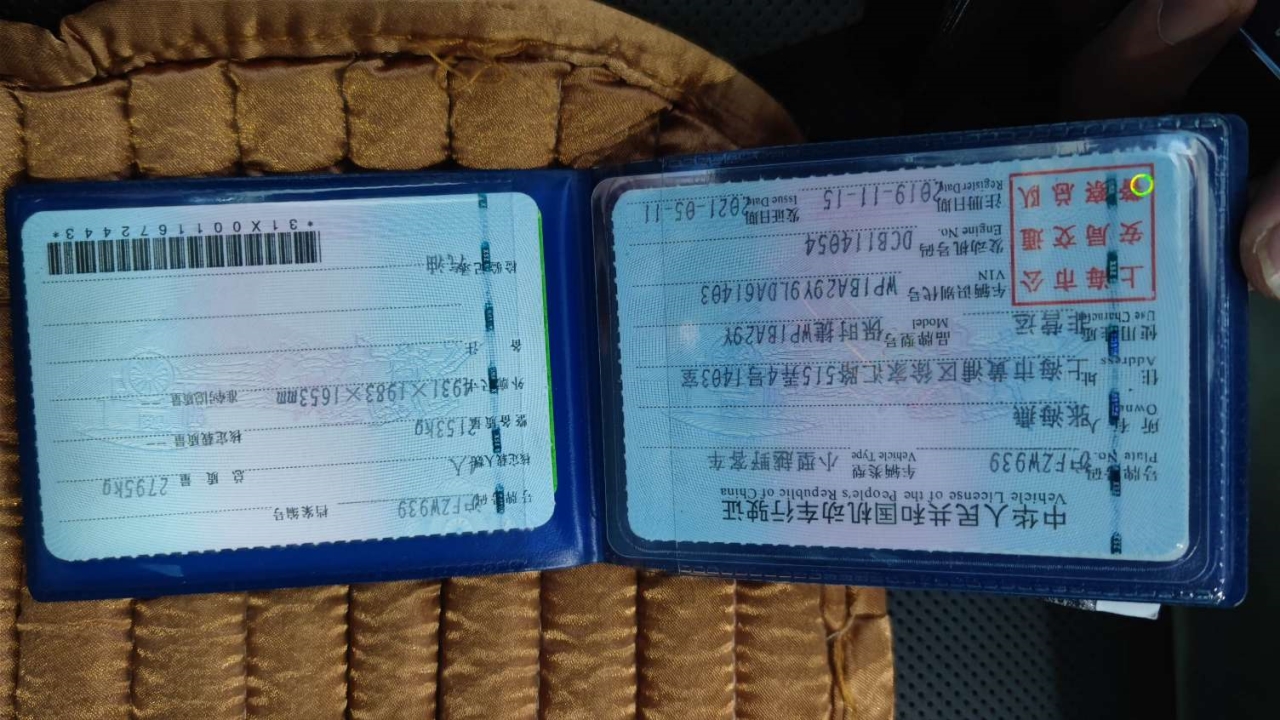 中华人民共和国机动车行驶证
Vehicle License of the People's Republic of China
号牌号码 沪FZW939 车辆类型 小型越野客车
Plate No. Vehicle Type
所有人 张海燕
Owner
住址 上海市黄浦区徐家汇路515弄4号1403室
Address
使用性质 非营运 品牌型号 保时捷WP1BA29Y
Use Character Model
上海市公安局交通警察总队
车辆识别代号 WP1BA29Y9LDA61403
VIN
发动机号码 DCB114054
Engine No.
注册日期 2019-11-15 发证日期 2021-05-11
Register Date Issue Date
号牌号码 沪FZW939 档案编号
核定载人数 人 总质量 2795kg
整备质量 2153kg 核定载质量
外廓尺寸 4931×1983×1653mm 准牵引总质量
备注
检验记录 汽油
*31X0011672443*